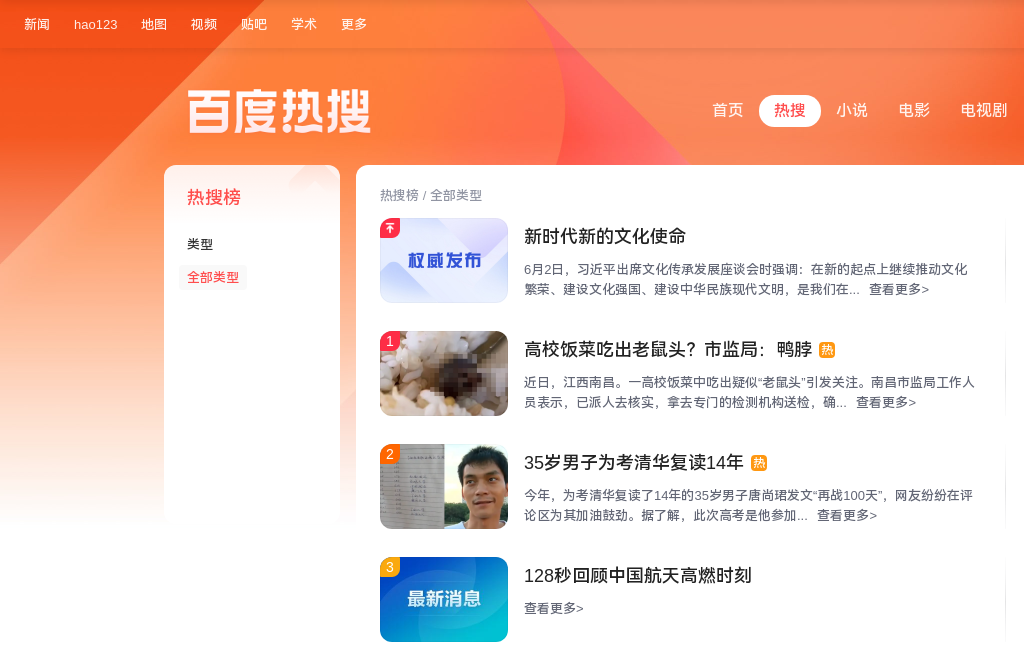 新闻 hao123 地图 视频 贴吧 学术 更多
百度热搜
首页 热搜 小说 电影 电视剧
热搜榜
类型
全部类型
热搜榜 / 全部类型
权威发布
新时代新的文化使命
6月2日，习近平出席文化传承发展座谈会时强调：在新的起点上继续推动文化
繁荣、建设文化强国、建设中华民族现代文明，是我们在... 查看更多>
1
高校饭菜吃出老鼠头？市监局：鸭脖 热
近日，江西南昌。一高校饭菜中吃出疑似“老鼠头”引发关注。南昌市监局工作人
员表示，已派人去核实，拿去专门的检测机构送检，确... 查看更多>
2
35岁男子为考清华复读14年 热
今年，为考清华复读了14年的35岁男子唐尚珺发文“再战100天”，网友纷纷在评
论区为其加油鼓劲。据了解，此次高考是他参加... 查看更多>
3
最新消息
128秒回顾中国航天高燃时刻
查看更多>